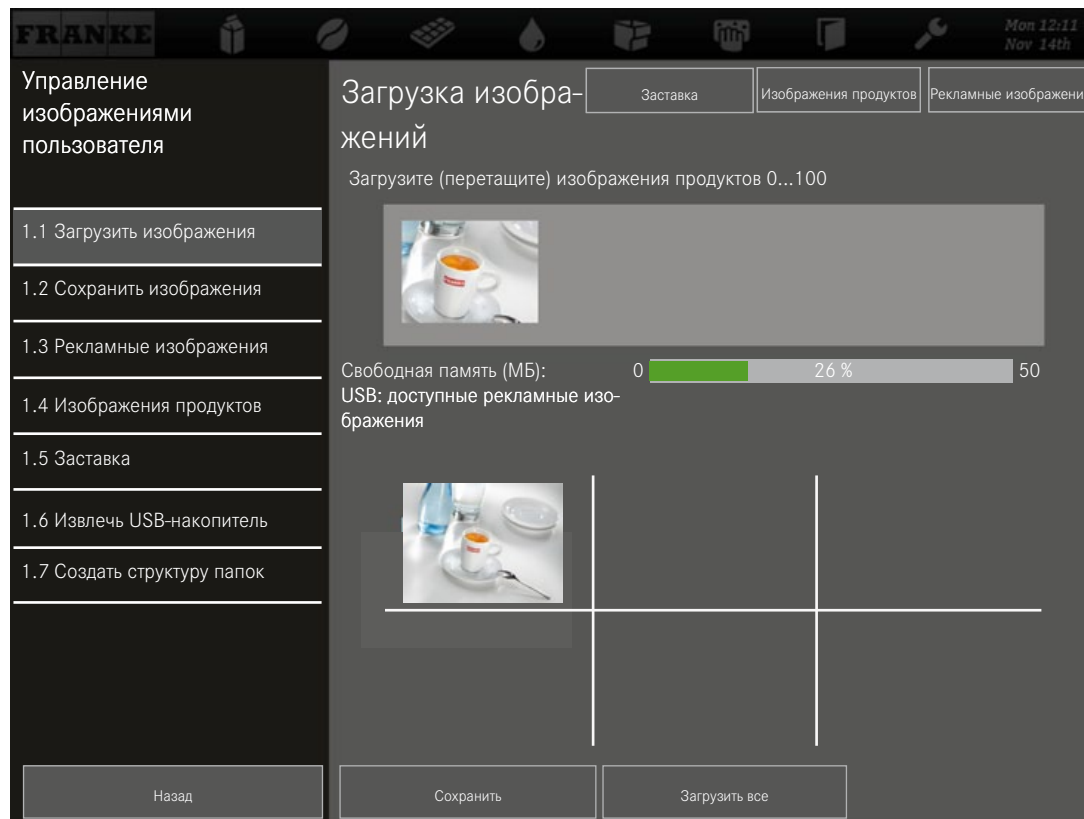 FRANKE
Mon 12:11
Nov 14th
Управление
изображениями
пользователя
1.1 Загрузить изображения
1.2 Сохранить изображения
1.3 Рекламные изображения
1.4 Изображения продуктов
1.5 Заставка
1.6 Извлечь USB-накопитель
1.7 Создать структуру папок
Назад
Загрузка изобра-
жений
Заставка
Изображения продуктов
Рекламные изображени
Загрузите (перетащите) изображения продуктов 0...100
Свободная память (МБ):
0
26 %
50
USB: доступные рекламные изо-
бражения
Сохранить
Загрузить все